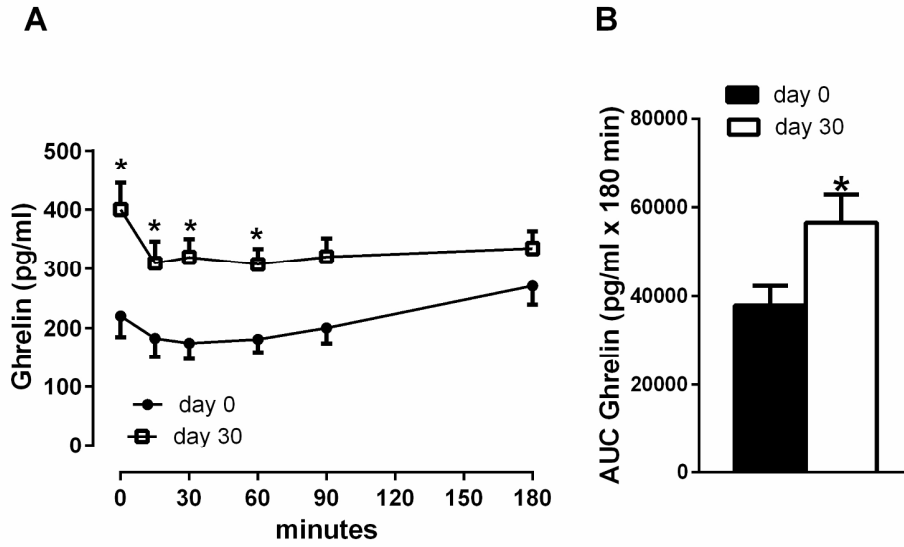 A
Ghrelin (pg/ml)
500
400
300
200
100
0
*
*
*
*
day 0
day 30
0
30
60
90
120
150
180
minutes
B
AUC Ghrelin (pg/ml x 180 min)
80000
60000
40000
20000
0
day 0
day 30
*